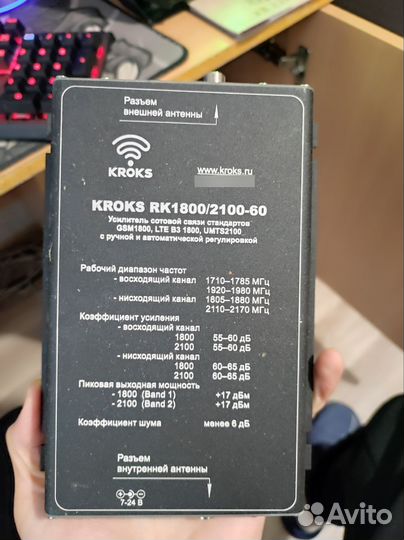 Разъем
внешней антенны
KROKS
www.kroks.ru
KROKS RK1800/2100-60
Усилитель сотовой связи стандартов
GSM1800, LTE B3 1800, UMTS2100
с ручной и автоматической регулировкой
Рабочий диапазон частот
- восходящий канал 1710–1785 МГц
1920–1980 МГц
- нисходящий канал 1805–1880 МГц
2110–2170 МГц
Коэффициент усиления
- восходящий канал
1800 55–60 дБ
2100 55–60 дБ
- нисходящий канал
1800 60–65 дБ
2100 60–65 дБ
Пиковая выходная мощность
- 1800 (Band 1) +17 дБм
- 2100 (Band 2) +17 дБм
Коэффициент шума менее 6 дБ
Разъем
внутренней антенны
7-24 В
Avito